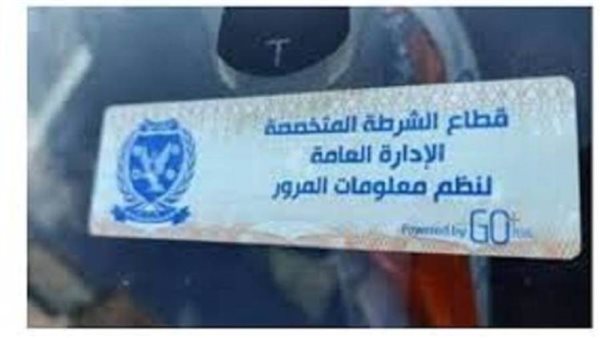 T
قطاع الشرطة المتخصصة
الإدارة العامة
لنظم معلومات المرور
Powered by GO+